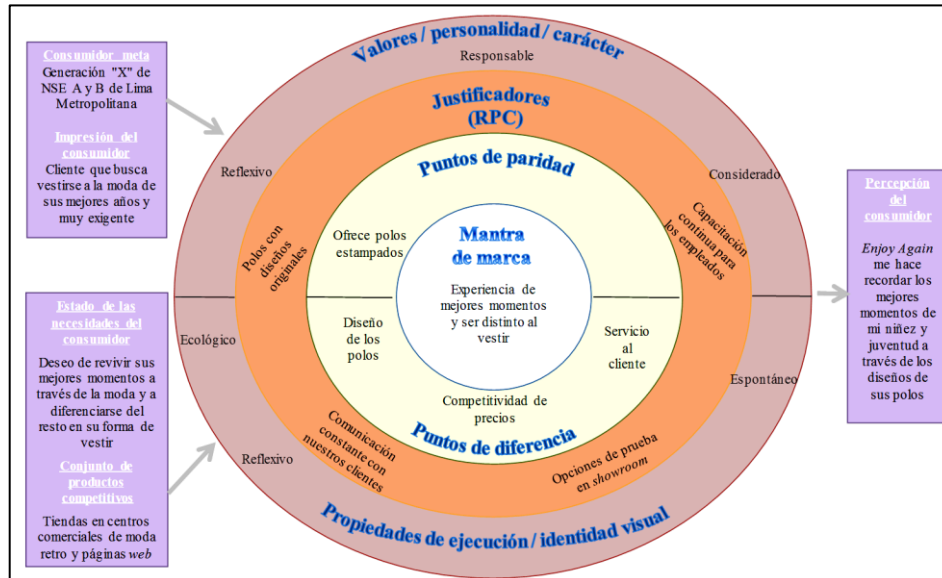 Consumidor meta
Generación "X" de
NSE A y B de Lima
Metropolitana
Impresión del
consumidor
Cliente que busca
vestirse a la moda de
sus mejores años y
muy exigente
Estado de las
necesidades del
consumidor
Deseo de revivir sus
mejores momentos a
través de la moda y a
diferenciarse del
resto en su forma de
vestir
Conjunto de
productos
competitivos
Tiendas en centros
comerciales de moda
retro y páginas web
Valores / personalidad / carácter
Responsable
Reflexivo
Considerado
Justificadores
(RPC)
Polos con
diseños
originales
Capacitación
continua para
los empleados
Puntos de paridad
Ofrece polos
estampados
Mantra
de marca
Experiencia de
mejores momentos
y ser distinto al
vestir
Diseño
de los
polos
Servicio
al
cliente
Competitividad de
precios
Puntos de diferencia
Comunicación
constante con
nuestros clientes
Opciones de prueba
en showroom
Ecológico
Espontáneo
Reflexivo
Propiedades de ejecución / identidad visual
Percepción
del
consumidor
Enjoy Again
me hace
recordar los
mejores
momentos de
mi niñez y
juventud a
través de los
diseños de
sus polos